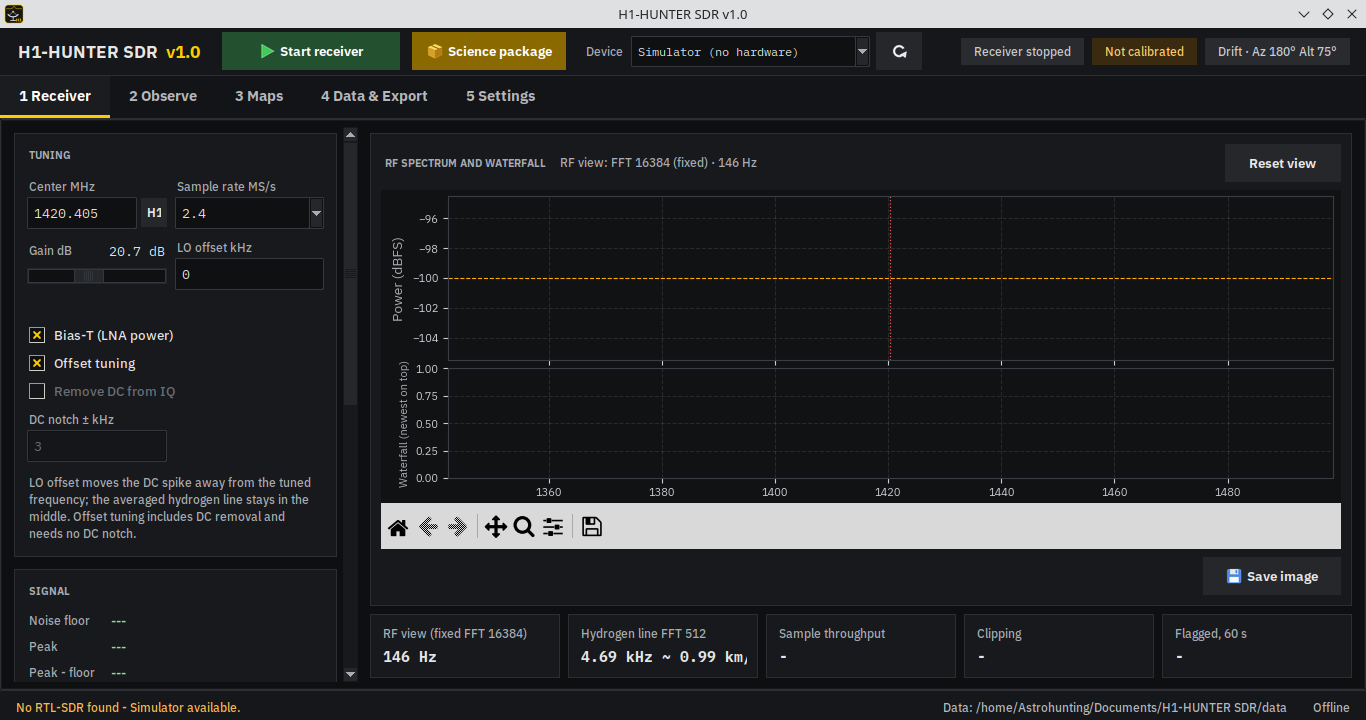 H1-HUNTER SDR v1.0
H1-HUNTER SDR v1.0
Start receiver
Science package
Device
Simulator (no hardware)
Receiver stopped
Not calibrated
Drift · Az 180° Alt 75°
1 Receiver
2 Observe
3 Maps
4 Data & Export
5 Settings
TUNING
Center MHz
Sample rate MS/s
1420.405
H1
2.4
Gain dB
20.7 dB
LO offset kHz
0
Bias-T (LNA power)
Offset tuning
Remove DC from IQ
DC notch ± kHz
3
LO offset moves the DC spike away from the tuned
frequency; the averaged hydrogen line stays in the
middle. Offset tuning includes DC removal and
needs no DC notch.
SIGNAL
Noise floor ---
Peak ---
Peak - floor ---
RF SPECTRUM AND WATERFALL
RF view: FFT 16384 (fixed) · 146 Hz
Reset view
Power (dBFS)
−96
−98
−100
−102
−104
Waterfall (newest on top)
1.00
0.75
0.50
0.25
0.00
1360 1380 1400 1420 1440 1460 1480
Save image
RF view (fixed FFT 16384)
146 Hz
Hydrogen line FFT 512
4.69 kHz ~ 0.99 km/
Sample throughput
-
Clipping
-
Flagged, 60 s
-
No RTL-SDR found - Simulator available.
Data: /home/Astrohunting/Documents/H1-HUNTER SDR/data
Offline